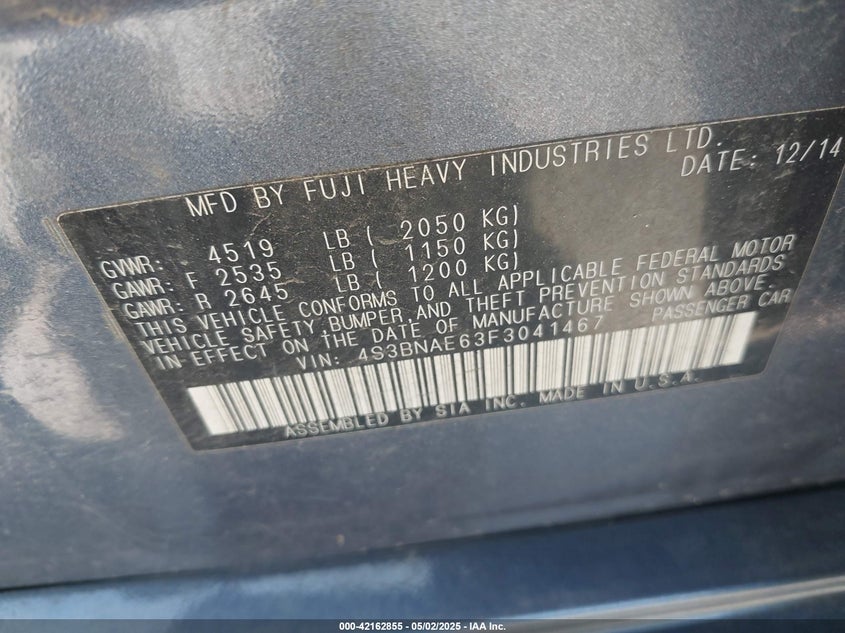 MFD BY FUJI HEAVY INDUSTRIES LTD.
DATE: 12/14
GVWR: 4519 LB ( 2050 KG)
GAWR: F 2535 LB ( 1150 KG)
GAWR: R 2645 LB ( 1200 KG)
THIS VEHICLE CONFORMS TO ALL APPLICABLE FEDERAL MOTOR
VEHICLE SAFETY, BUMPER, AND THEFT PREVENTION STANDARDS
IN EFFECT ON THE DATE OF MANUFACTURE SHOWN ABOVE.
VIN: 4S3BNAE63F3041467 PASSENGER CAR
ASSEMBLED BY SIA INC. MADE IN U.S.A.
000-42162855 - 05/02/2025 - IAA Inc.